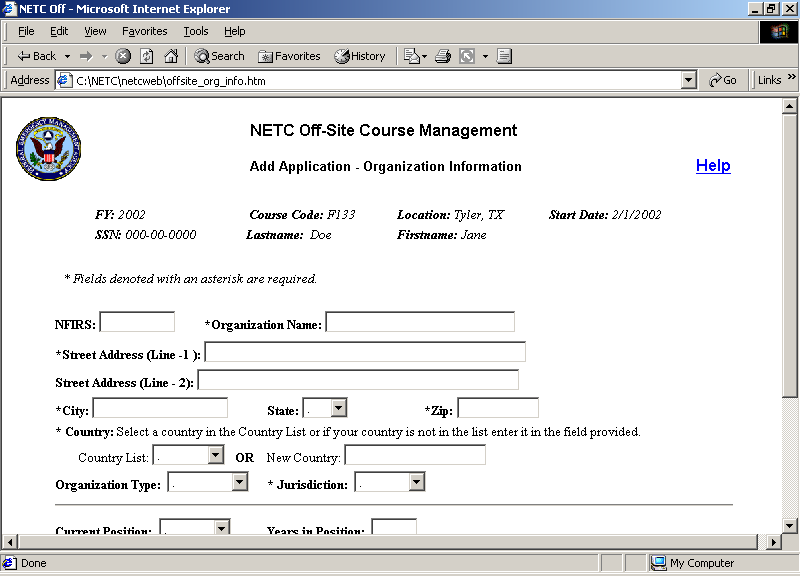 NETC Off - Microsoft Internet Explorer
File Edit View Favorites Tools Help
Back Search Favorites History
Address C:\NETC\netcweb\offsite_org_info.htm Go Links »
NETC Off-Site Course Management
Add Application - Organization Information
Help
FY: 2002 Course Code: F133 Location: Tyler, TX Start Date: 2/1/2002
SSN: 000-00-0000 Lastname: Doe Firstname: Jane
* Fields denoted with an asterisk are required.
NFIRS: *Organization Name:
*Street Address (Line -1 ):
Street Address (Line - 2):
*City: State: . *Zip:
* Country: Select a country in the Country List or if your country is not in the list enter it in the field provided.
Country List: . OR New Country:
Organization Type: . * Jurisdiction: .
Current Position: . Years in Position:
Done My Computer